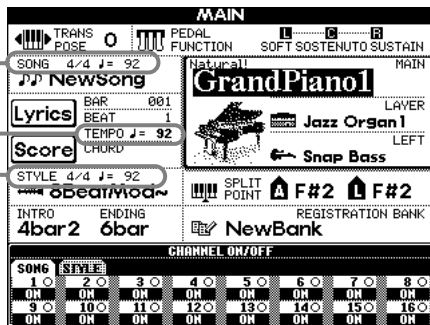 MAIN
TRANSPOSE 0
PEDAL FUNCTION
L C R
SOFT SOSTENUTO SUSTAIN
SONG 4/4 ♩= 92
NewSong
Natural!
MAIN
GrandPiano1
Lyrics
BAR 001
BEAT 1
LAYER
Jazz Organ1
TEMPO ♩= 92
Score
CHORD
LEFT
Snap Bass
STYLE 4/4 ♩= 92
8BeatMod~
SPLIT POINT A F#2 L F#2
INTRO
4bar2
ENDING
6bar
REGISTRATION BANK
NewBank
CHANNEL ON/OFF
SONG STYLE
1 2 3 4 5 6 7 8
ON ON ON ON ON ON ON ON
9 10 11 12 13 14 15 16
ON ON ON ON ON ON ON ON